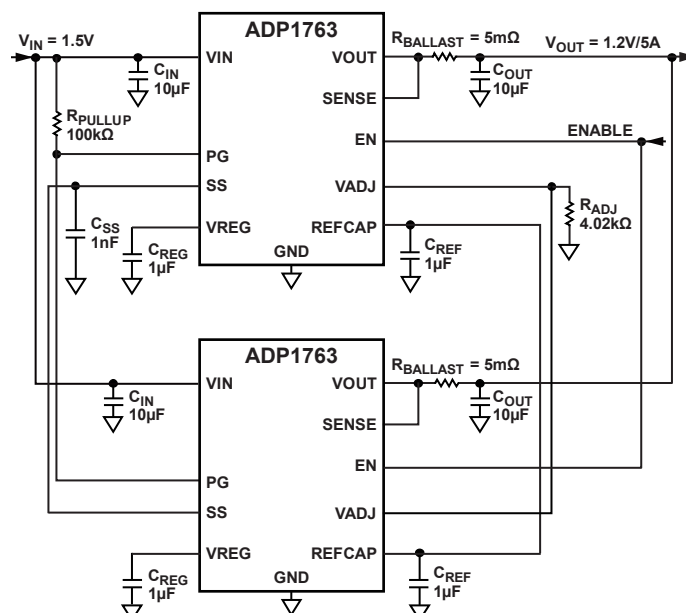 ADP1763
V_IN = 1.5V
VIN
C_IN
10µF
VOUT
R_BALLAST = 5mΩ
C_OUT
10µF
V_OUT = 1.2V/5A
SENSE
R_PULLUP
100kΩ
EN
ENABLE
PG
SS
VADJ
R_ADJ
4.02kΩ
C_SS
1nF
VREG
C_REG
1µF
REFCAP
C_REF
1µF
GND
ADP1763
VIN
C_IN
10µF
VOUT
R_BALLAST = 5mΩ
C_OUT
10µF
SENSE
EN
PG
SS
VADJ
VREG
C_REG
1µF
REFCAP
C_REF
1µF
GND